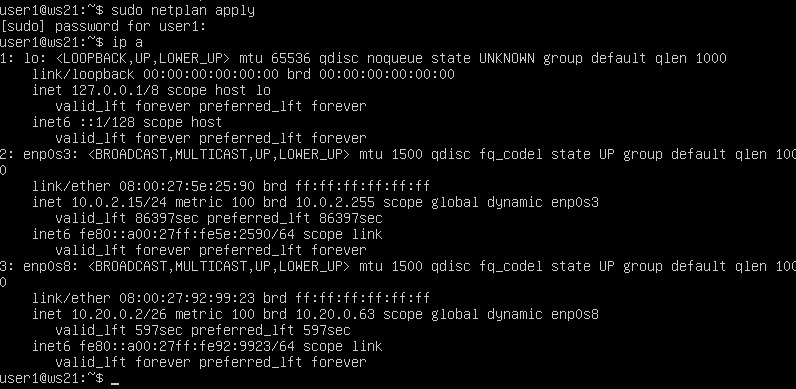 user1@ws21:~$ sudo netplan apply
[sudo] password for user1:
user1@ws21:~$ ip a
1: lo: <LOOPBACK,UP,LOWER_UP> mtu 65536 qdisc noqueue state UNKNOWN group default qlen 1000
    link/loopback 00:00:00:00:00:00 brd 00:00:00:00:00:00
    inet 127.0.0.1/8 scope host lo
       valid_lft forever preferred_lft forever
    inet6 ::1/128 scope host
       valid_lft forever preferred_lft forever
2: enp0s3: <BROADCAST,MULTICAST,UP,LOWER_UP> mtu 1500 qdisc fq_codel state UP group default qlen 100
0
    link/ether 08:00:27:5e:25:90 brd ff:ff:ff:ff:ff:ff
    inet 10.0.2.15/24 metric 100 brd 10.0.2.255 scope global dynamic enp0s3
       valid_lft 86397sec preferred_lft 86397sec
    inet6 fe80::a00:27ff:fe5e:2590/64 scope link
       valid_lft forever preferred_lft forever
3: enp0s8: <BROADCAST,MULTICAST,UP,LOWER_UP> mtu 1500 qdisc fq_codel state UP group default qlen 100
0
    link/ether 08:00:27:92:99:23 brd ff:ff:ff:ff:ff:ff
    inet 10.20.0.2/26 metric 100 brd 10.20.0.63 scope global dynamic enp0s8
       valid_lft 597sec preferred_lft 597sec
    inet6 fe80::a00:27ff:fe92:9923/64 scope link
       valid_lft forever preferred_lft forever
user1@ws21:~$ _